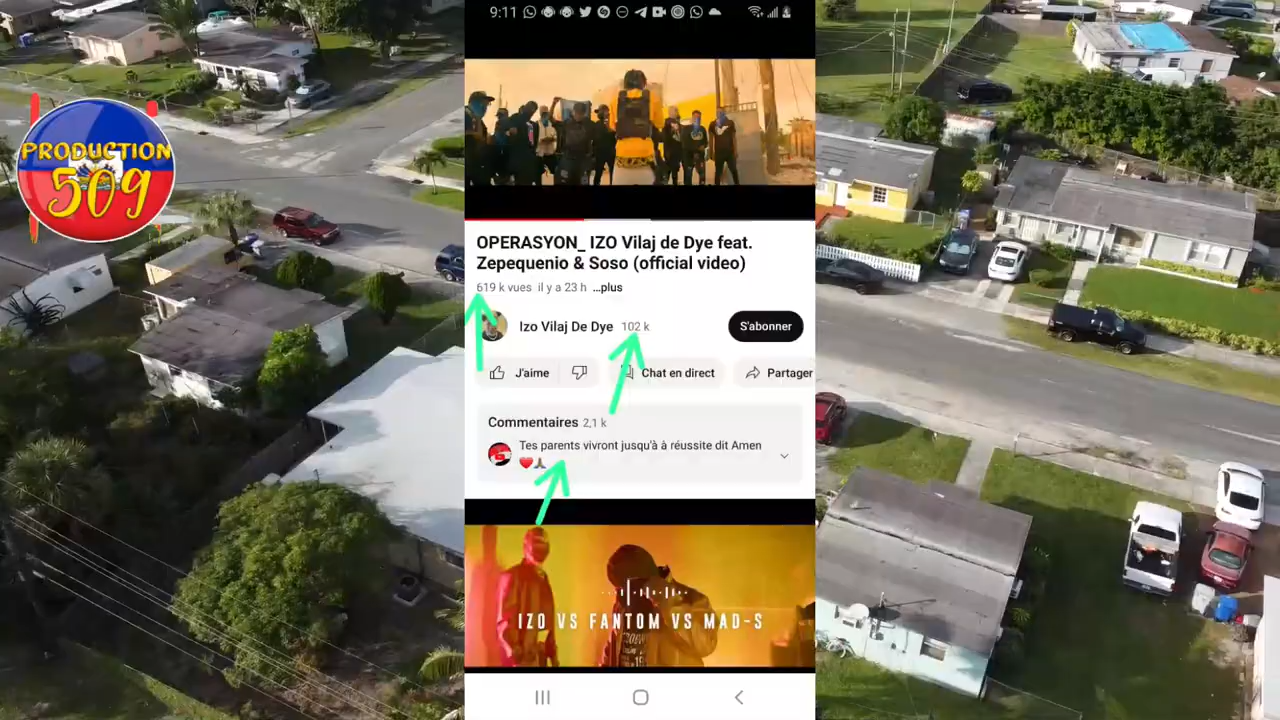 PRODUCTION
509
9:11
OPERASYON_ IZO Vilaj de Dye feat.
Zepequenio & Soso (official video)
619 k vues il y a 23 h ...plus
Izo Vilaj De Dye 102 k
S'abonner
J'aime
Chat en direct
Partager
Commentaires 2,1 k
Tes parents vivront jusqu'à à réussite dit Amen
❤️🙏🏿
IZO VS FANTOM VS MAD-S